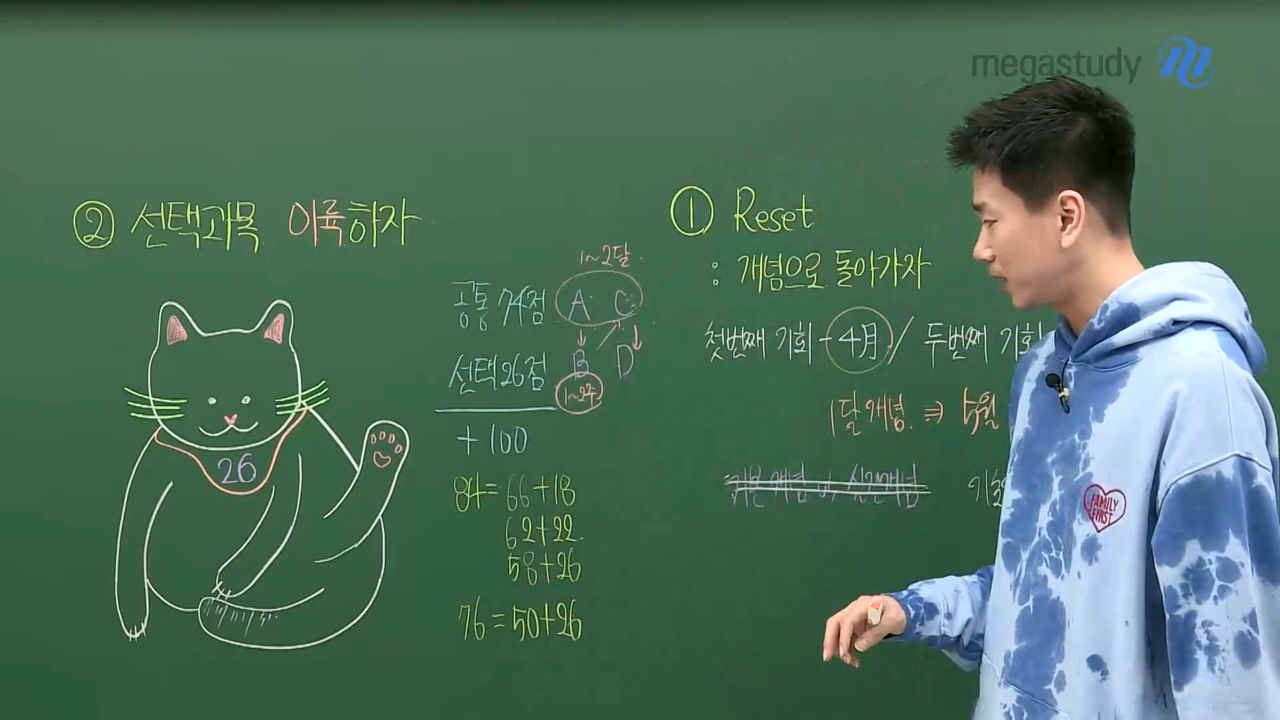 megastudy
② 선택과목 이륙하자
26
1~2달
공통 74점 A C
선택 26점 B D
1~2주
+ 100
84 = 66+18
62+22
58+26
76 = 50+26
① Reset
: 개념으로 돌아가자
첫번째 기회 - 4月 / 두번째 기회
1달 개념 ⇒ 5월
FAMILY FIRST